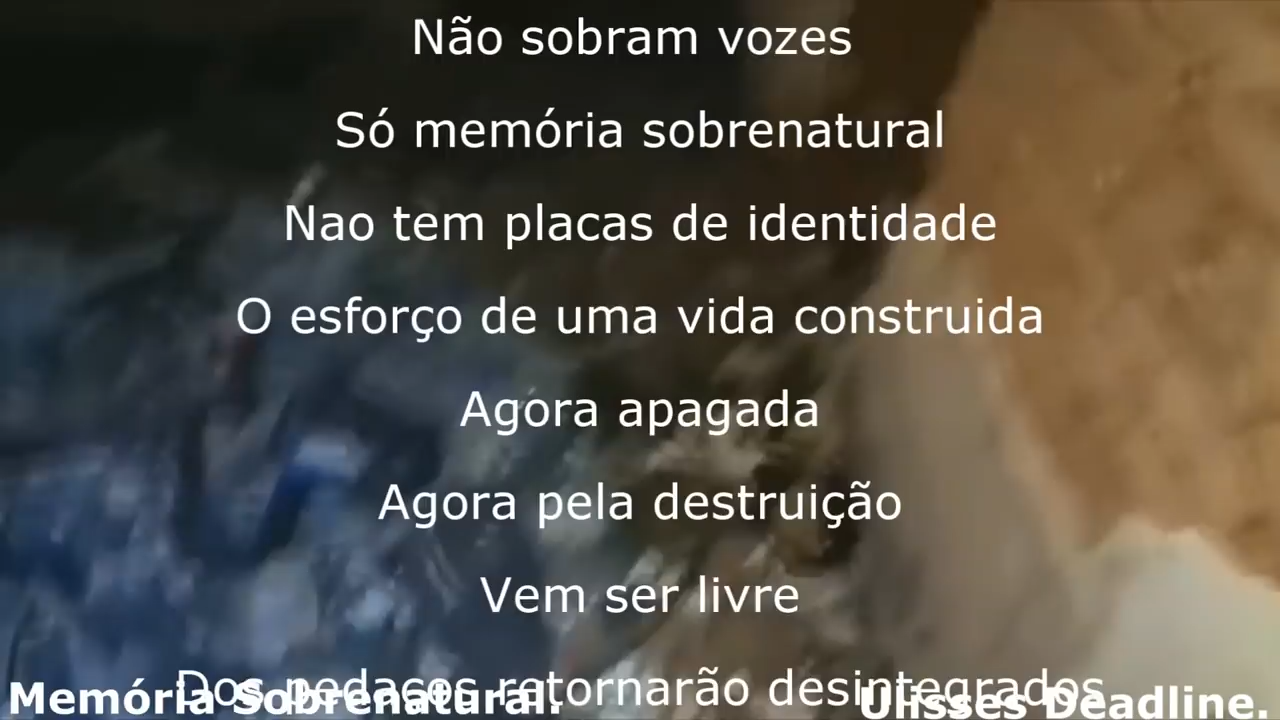 Não sobram vozes
Só memória sobrenatural
Nao tem placas de identidade
O esforço de uma vida construida
Agora apagada
Agora pela destruição
Vem ser livre
Dos pedaços retornarão desintegrados
Memória Sobrenatural.
Ulisses Deadline.